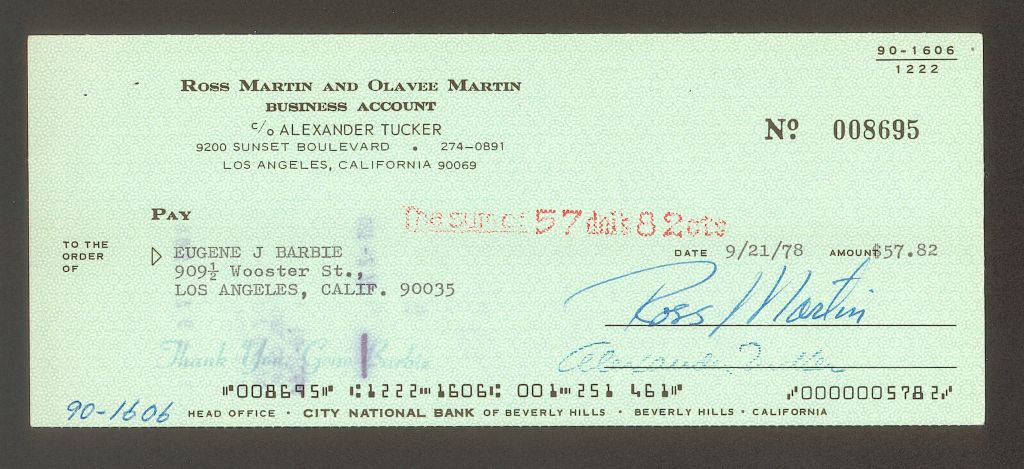 90-1606
1222
ROSS MARTIN AND OLAVEE MARTIN
BUSINESS ACCOUNT
c/o ALEXANDER TUCKER
9200 SUNSET BOULEVARD • 274-0891
LOS ANGELES, CALIFORNIA 90069
No 008695
PAY
The sum of 57 dol's 82 cts
TO THE ORDER OF
EUGENE J BARBIE
909½ Wooster St.,
LOS ANGELES, CALIF. 90035
DATE 9/21/78 AMOUNT $57.82
Ross Martin
Alexander Tucker
Thank You Gene Barbie
⑈008695⑈ ⑆1222⑉1606⑆ 001⑉251 461⑈ ⑇0000005782⑇
90-1606
HEAD OFFICE • CITY NATIONAL BANK OF BEVERLY HILLS • BEVERLY HILLS • CALIFORNIA